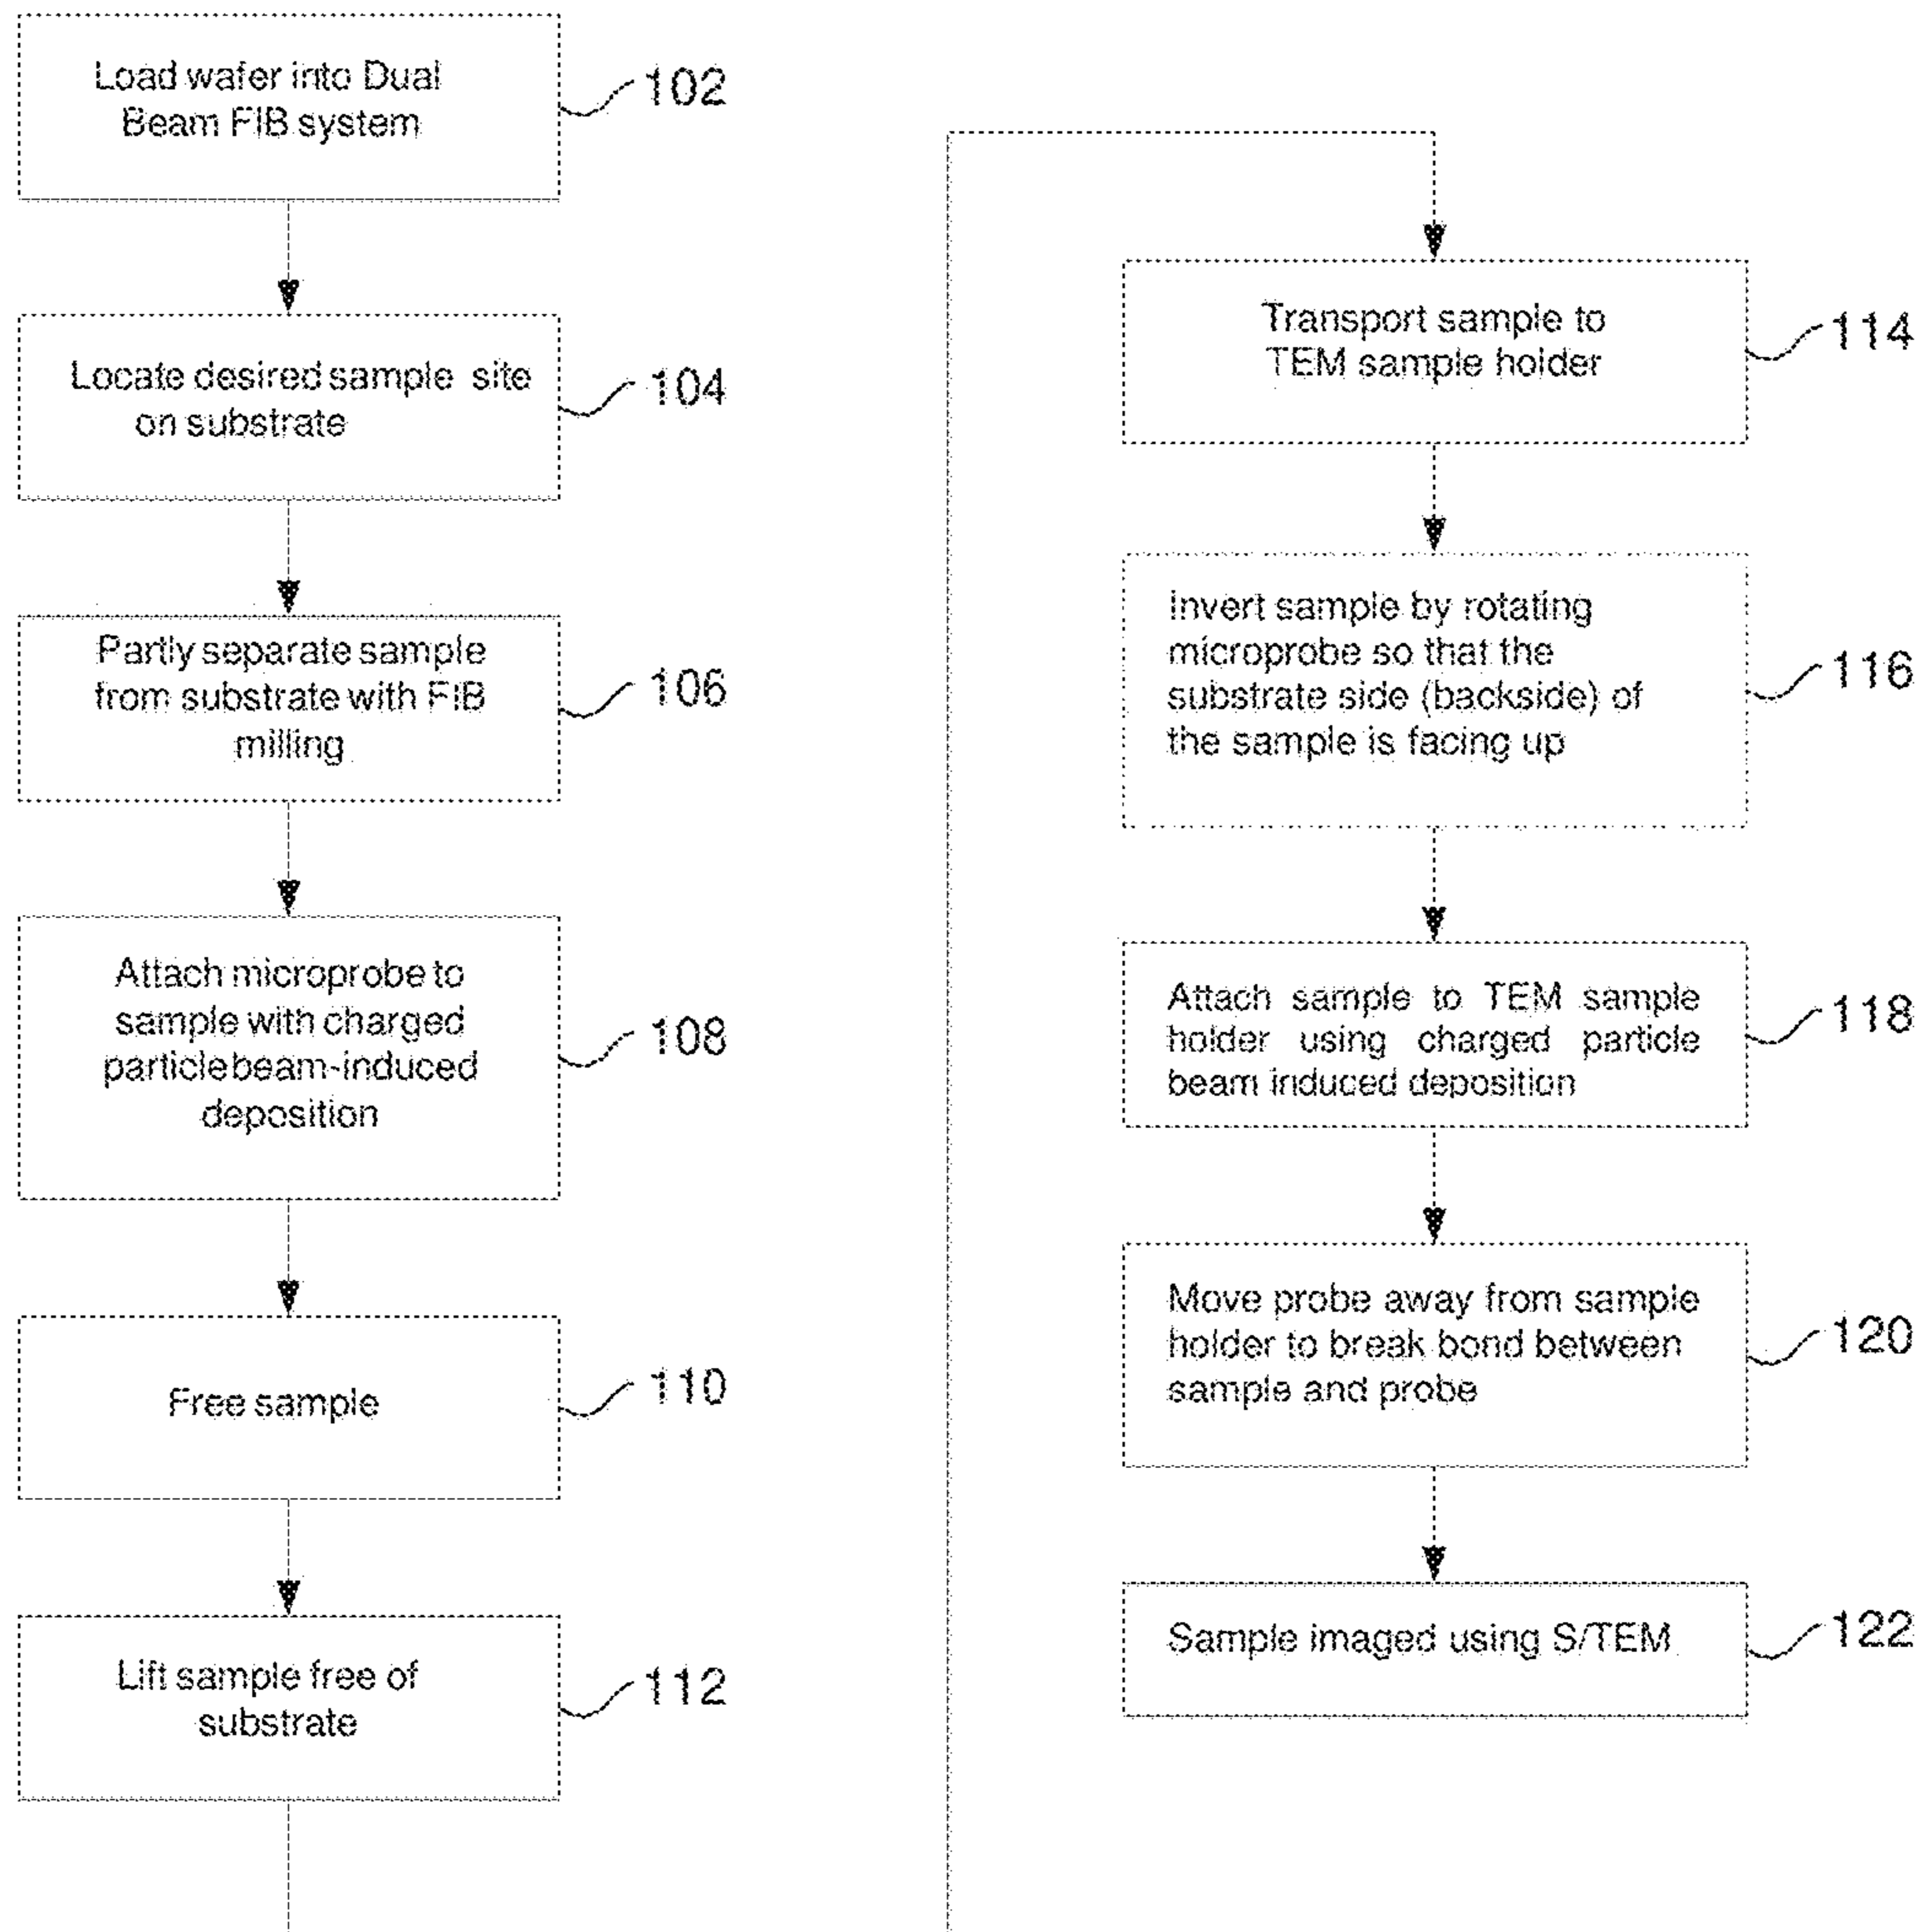 Load wafer into Dual
Beam FIB system
102
Locate desired sample site
on substrate
104
Partly separate sample
from substrate with FIB
milling
106
Attach microprobe to
sample with charged
particle beam-induced
deposition
108
Free sample
110
Lift sample free of
substrate
112
Transport sample to
TEM sample holder
114
Invert sample by rotating
microprobe so that the
substrate side (backside) of
the sample is facing up
116
Attach sample to TEM sample
holder using charged particle
beam induced deposition
118
Move probe away from sample
holder to break bond between
sample and probe
120
Sample imaged using S/TEM
122